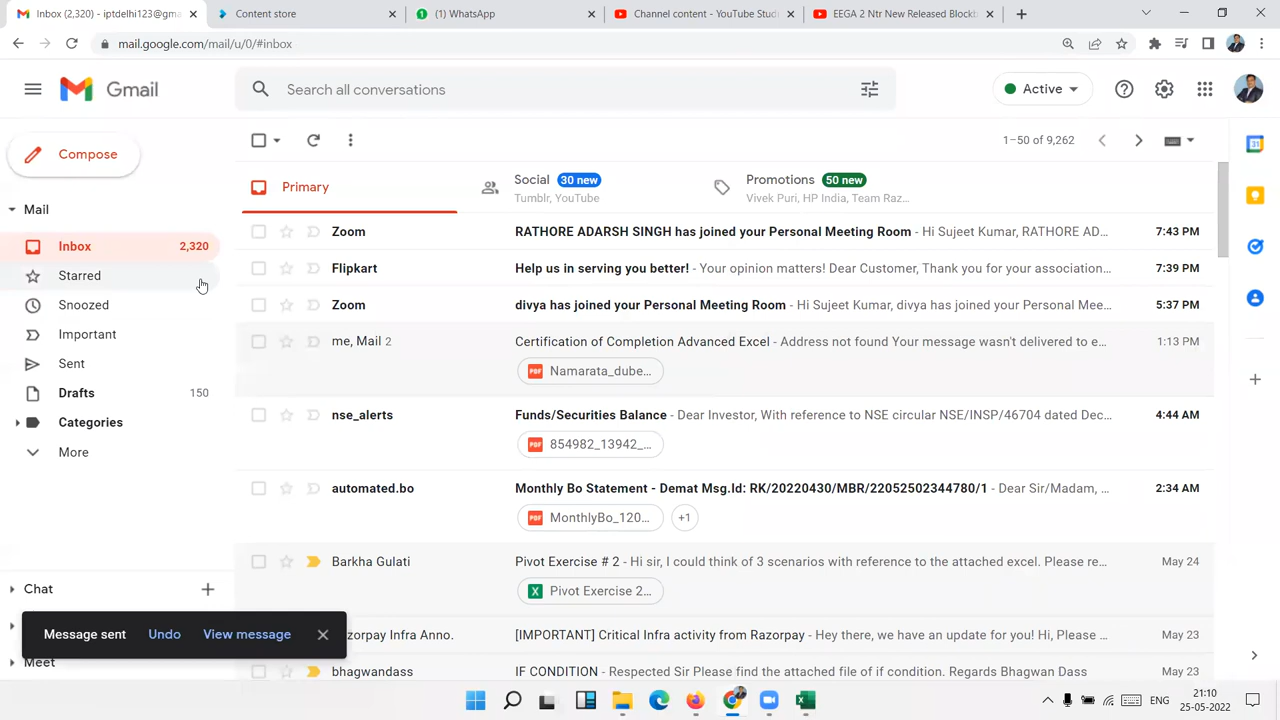 Inbox (2,320) - iptdelhi123@gma
Content store
(1) WhatsApp
Channel content - YouTube Studi
EEGA 2 Ntr New Released Blockb
mail.google.com/mail/u/0/#inbox
Gmail
Search all conversations
Active
Compose
1–50 of 9,262
Primary
Social 30 new
Tumblr, YouTube
Promotions 50 new
Vivek Puri, HP India, Team Raz...
Mail
Inbox 2,320
Starred
Snoozed
Important
Sent
Drafts 150
Categories
More
Zoom RATHORE ADARSH SINGH has joined your Personal Meeting Room - Hi Sujeet Kumar, RATHORE AD... 7:43 PM
Flipkart Help us in serving you better! - Your opinion matters! Dear Customer, Thank you for your association... 7:39 PM
Zoom divya has joined your Personal Meeting Room - Hi Sujeet Kumar, divya has joined your Personal Mee... 5:37 PM
me, Mail 2 Certification of Completion Advanced Excel - Address not found Your message wasn't delivered to e... 1:13 PM
PDF Namarata_dube...
nse_alerts Funds/Securities Balance - Dear Investor, With reference to NSE circular NSE/INSP/46704 dated Dec... 4:44 AM
PDF 854982_13942_...
automated.bo Monthly Bo Statement - Demat Msg.Id: RK/20220430/MBR/22052502344780/1 - Dear Sir/Madam, ... 2:34 AM
PDF MonthlyBo_120... +1
Barkha Gulati Pivot Exercise # 2 - Hi sir, I could think of 3 scenarios with reference to the attached excel. Please re... May 24
X Pivot Exercise 2...
azorpay Infra Anno. [IMPORTANT] Critical Infra activity from Razorpay - Hey there, we have an update for you! Hi, Please ... May 23
bhagwandass IF CONDITION - Respected Sir Please find the attached file of if condition. Regards Bhagwan Dass May 23
Chat
Message sent Undo View message
Meet
31
ENG
21:10
25-05-2022